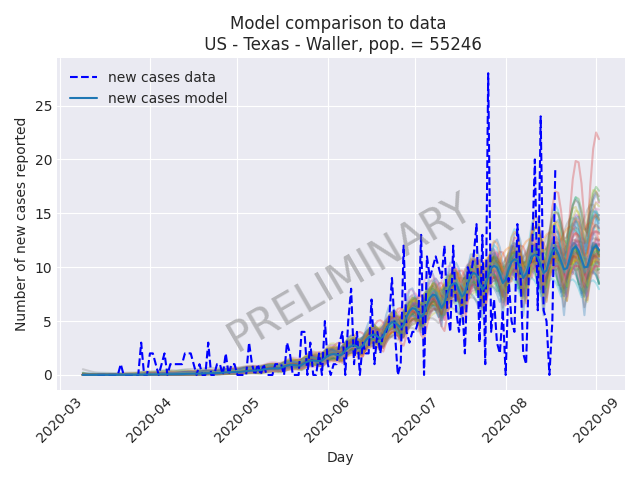 Model comparison to data
US - Texas - Waller, pop. = 55246
new cases data
new cases model
Number of new cases reported
25
20
15
10
5
0
PRELIMINARY
2020-03
2020-04
2020-05
2020-06
2020-07
2020-08
2020-09
Day